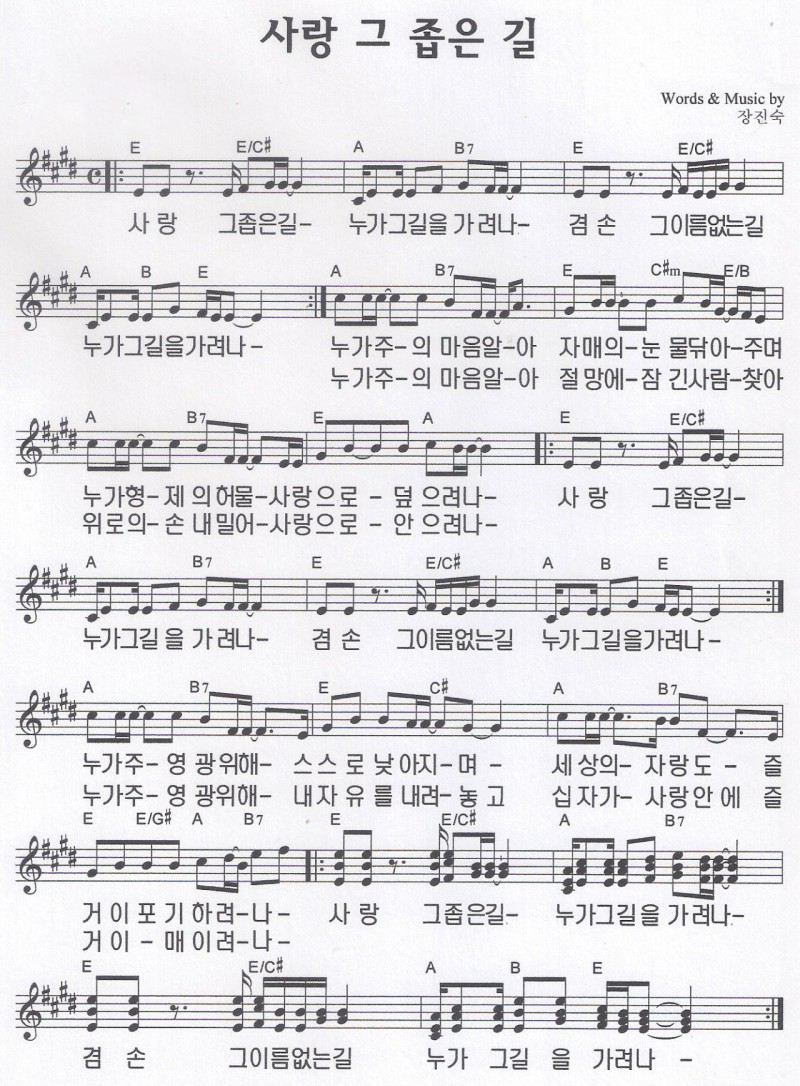 사랑 그 좁은 길
Words & Music by
장진숙
E E/C# A B7 E E/C#
사 랑 그좁은길- 누가그길을 가 려나- 겸 손 그이름없는길
A B E A B7 E C#m E/B
누가그길을가려나- 누가주-의 마음알-아 자매의-눈 물닦아-주며
누가주-의 마음알-아 절망에-잠 긴사람-찾아
A B7 E A E E/C#
누가형- 제 의허물-사랑으로 - 덮 으려나- 사 랑 그좁은길-
위로의-손 내밀어-사랑으로 - 안 으려나-
A B7 E E/C# A B E
누가그길 을 가 려나- 겸 손 그이름없는길 누가그길을가려나-
A B7 E C# A B7
누가주- 영 광위해- 스스 로 낮 아지-며- 세 상의- 자랑도 - 즐
누가주- 영 광위해- 내자 유 를 내려-놓 고 십 자가- 사랑안에 즐
E E/G# A B7 E E/C# A B7
거 이 포 기 하 려-나- 사 랑 그좁은길- 누가그길을 가 려나-
거 이 - 매 이 려-나-
E E/C# A B E
겸 손 그이름없는길 누가 그길 을 가려나 -